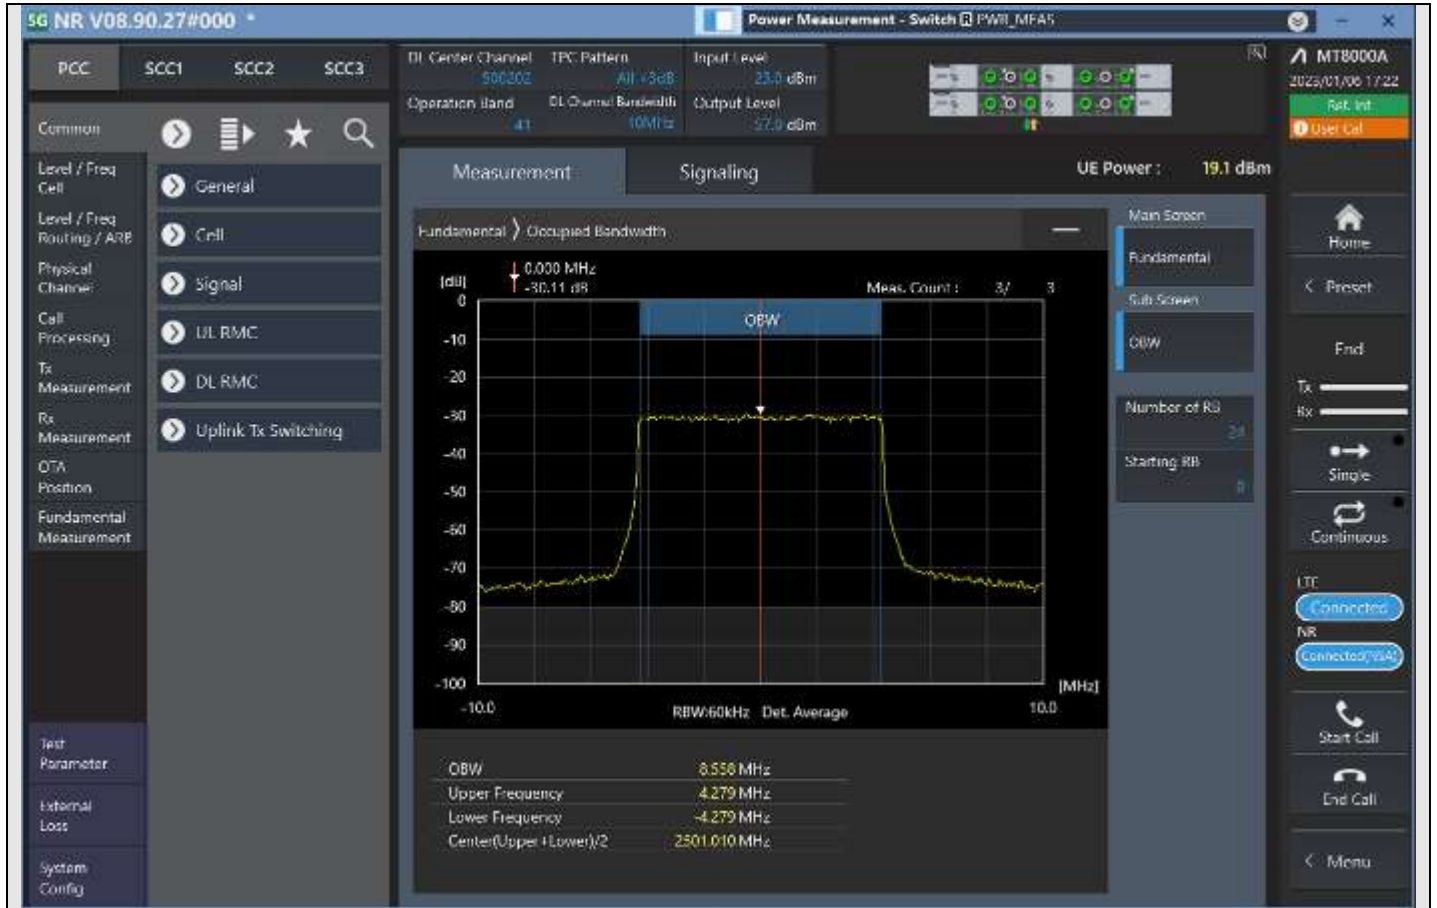 SG NR V08.90.27#000 *
Power Measurement - Switch R PWR_MEAS
PCC SCC1 SCC2 SCC3
DL Center Channel TPC Pattern Input Level
500202 All +3dB 23.0 dBm
Operation Band DL Channel Bandwidth Output Level
41 10MHz -57.0 dBm
MT8000A
2023/01/06 17:22
Ref. Int
User Cal
Common
Level / Freq
Cell
Level / Freq
Routing / ARB
Physical
Channel
Call
Processing
Tx
Measurement
Rx
Measurement
OTA
Position
Fundamental
Measurement
Test
Parameter
External
Loss
System
Config
General
Cell
Signal
UL RMC
DL RMC
Uplink Tx Switching
Measurement Signaling
UE Power : 19.1 dBm
Fundamental ❭ Occupied Bandwidth
0.000 MHz
[dB] -30.11 dB Meas. Count : 3/ 3
OBW
0
-10
-20
-30
-40
-50
-60
-70
-80
-90
-100
[MHz]
-10.0 RBW:60kHz Det. Average 10.0
OBW 8.558 MHz
Upper Frequency 4.279 MHz
Lower Frequency -4.279 MHz
Center(Upper+Lower)/2 2501.010 MHz
Main Screen
Fundamental
Sub Screen
OBW
Number of RB
24
Starting RB
0
Home
< Preset
End
Tx
Rx
Single
Continuous
LTE
Connected
NR
Connected(NSA)
Start Call
End Call
< Menu